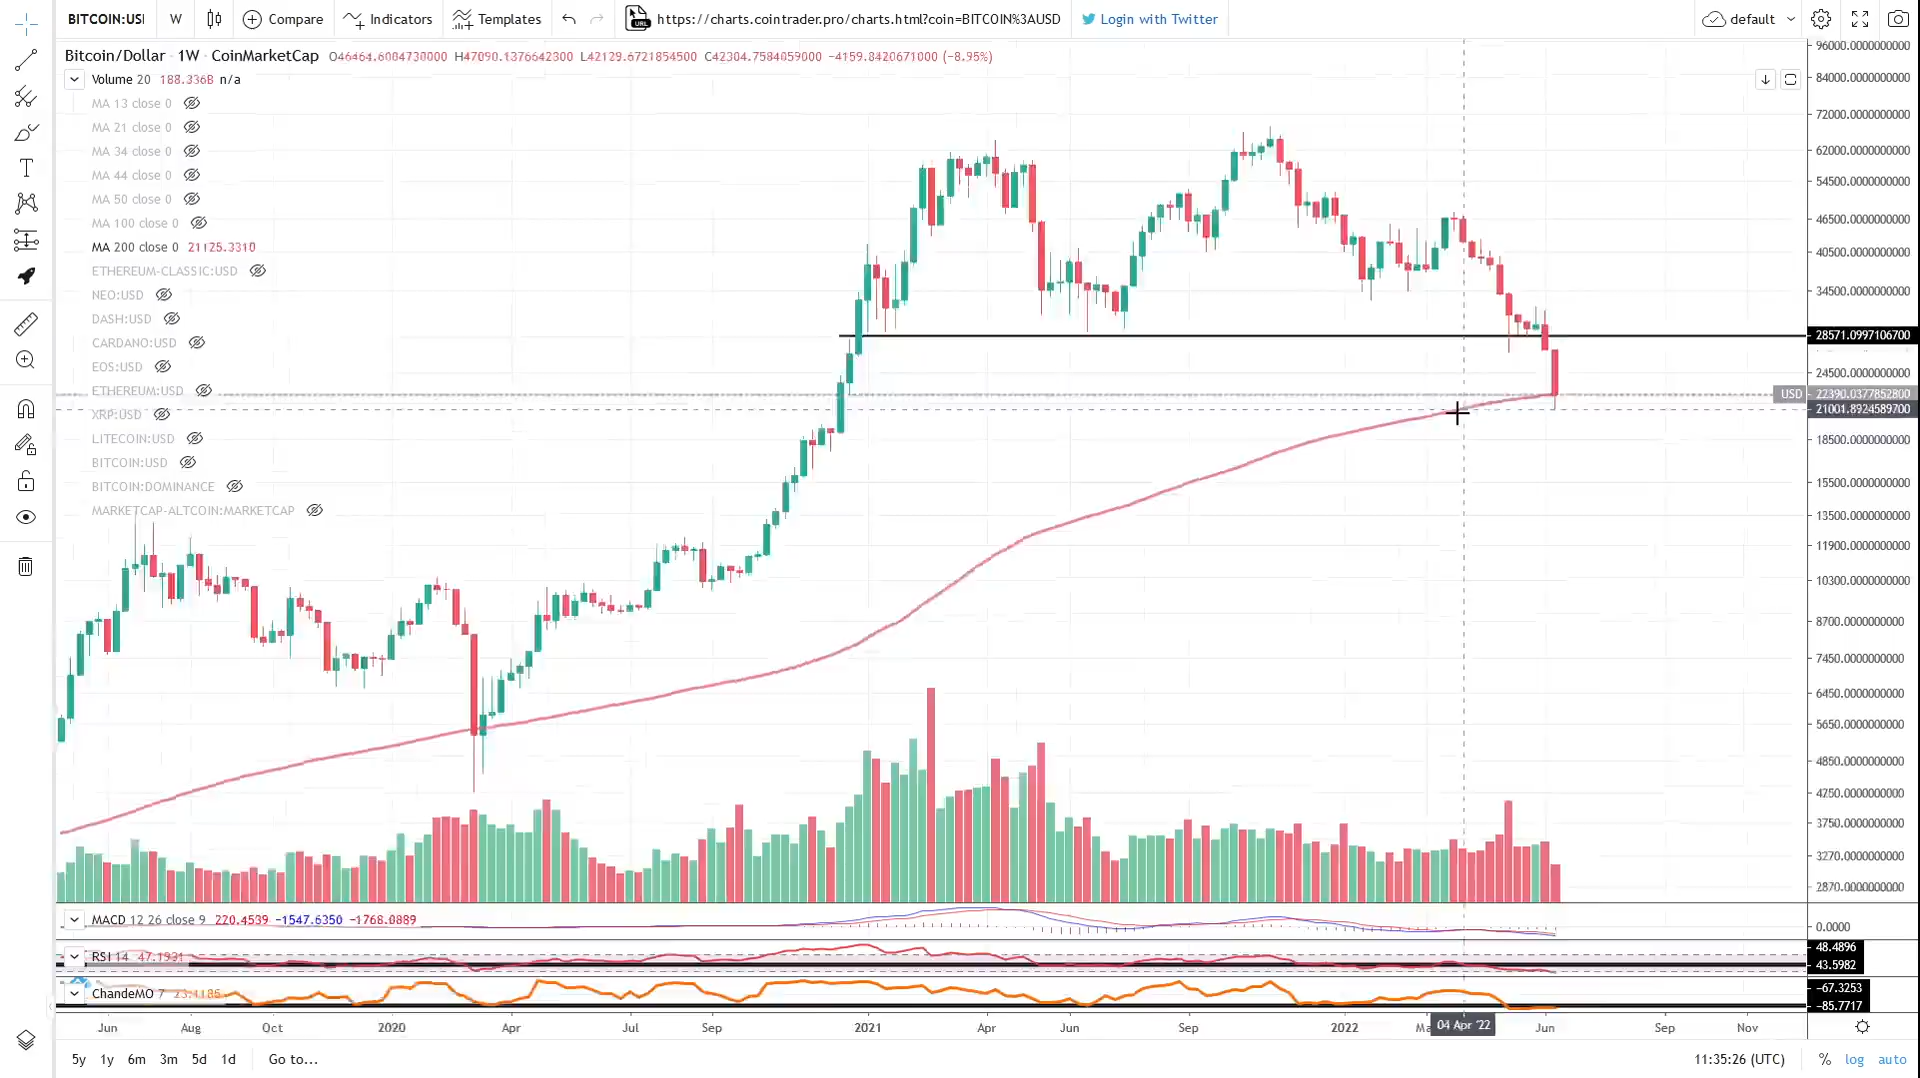 BITCOIN:USI W Compare Indicators Templates https://charts.cointrader.pro/charts.html?coin=BITCOIN%3AUSD Login with Twitter default
Bitcoin/Dollar · 1W · CoinMarketCap O46464.6004730000 H47090.1376642300 L42129.6721854500 C42304.7584059000 −4159.8420671000 (−8.95%)
Volume 20 188.336B n/a
MA 13 close 0
MA 21 close 0
MA 34 close 0
MA 44 close 0
MA 50 close 0
MA 100 close 0
MA 200 close 0 21125.3310
ETHEREUM-CLASSIC:USD
NEO:USD
DASH:USD
CARDANO:USD
EOS:USD
ETHEREUM:USD
XRP:USD
LITECOIN:USD
BITCOIN:USD
BITCOIN:DOMINANCE
MARKETCAP-ALTCOIN:MARKETCAP
96000.0000000000
84000.0000000000
72000.0000000000
62000.0000000000
54500.0000000000
46500.0000000000
40500.0000000000
34500.0000000000
28571.0997106700
24500.0000000000
USD 22390.0377852800
21001.8924589700
18500.0000000000
15500.0000000000
13500.0000000000
11900.0000000000
10300.0000000000
8700.0000000000
7450.0000000000
6450.0000000000
5650.0000000000
4850.0000000000
4250.0000000000
3750.0000000000
3270.0000000000
2870.0000000000
MACD 12 26 close 9 220.4539 −1547.6350 −1768.0889
0.0000
RSI 14 47.1931
48.4896
43.5982
ChandeMO 7
−67.3253
−85.7717
Jun Aug Oct 2020 Apr Jul Sep 2021 Apr Jun Sep 2022 04 Apr '22 Jun Sep Nov
5y 1y 6m 3m 5d 1d Go to... 11:35:26 (UTC) % log auto